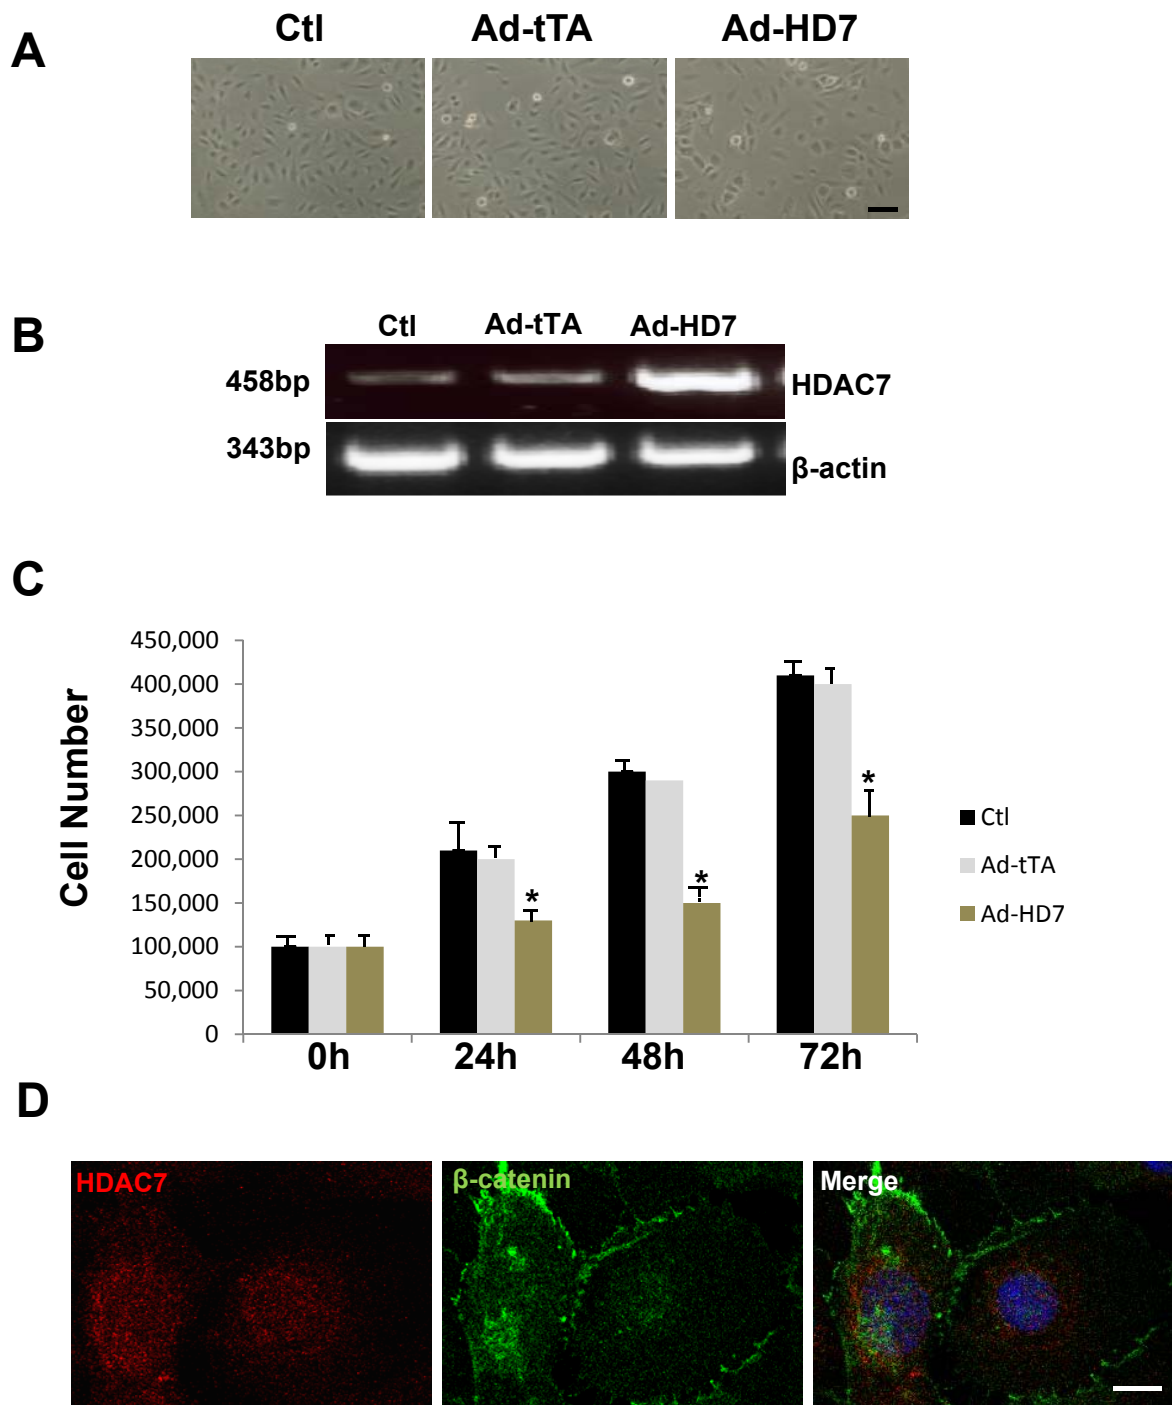 A
Ctl Ad-tTA Ad-HD7
B
Ctl Ad-tTA Ad-HD7
458bp HDAC7
343bp β-actin
C
Cell Number
450,000
400,000
350,000
300,000
250,000
200,000
150,000
100,000
50,000
0
* * *
0h 24h 48h 72h
Ctl
Ad-tTA
Ad-HD7
D
HDAC7 β-catenin Merge